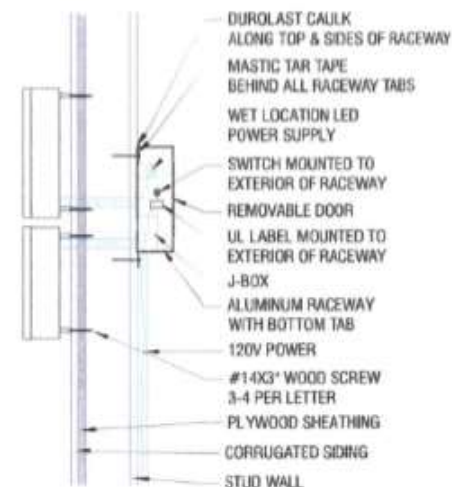 DUROLAST CAULK
ALONG TOP & SIDES OF RACEWAY
MASTIC TAR TAPE
BEHIND ALL RACEWAY TABS
WET LOCATION LED
POWER SUPPLY
SWITCH MOUNTED TO
EXTERIOR OF RACEWAY
REMOVABLE DOOR
UL LABEL MOUNTED TO
EXTERIOR OF RACEWAY
J-BOX
ALUMINUM RACEWAY
WITH BOTTOM TAB
120V POWER
#14X3" WOOD SCREW
3-4 PER LETTER
PLYWOOD SHEATHING
CORRUGATED SIDING
STUD WALL